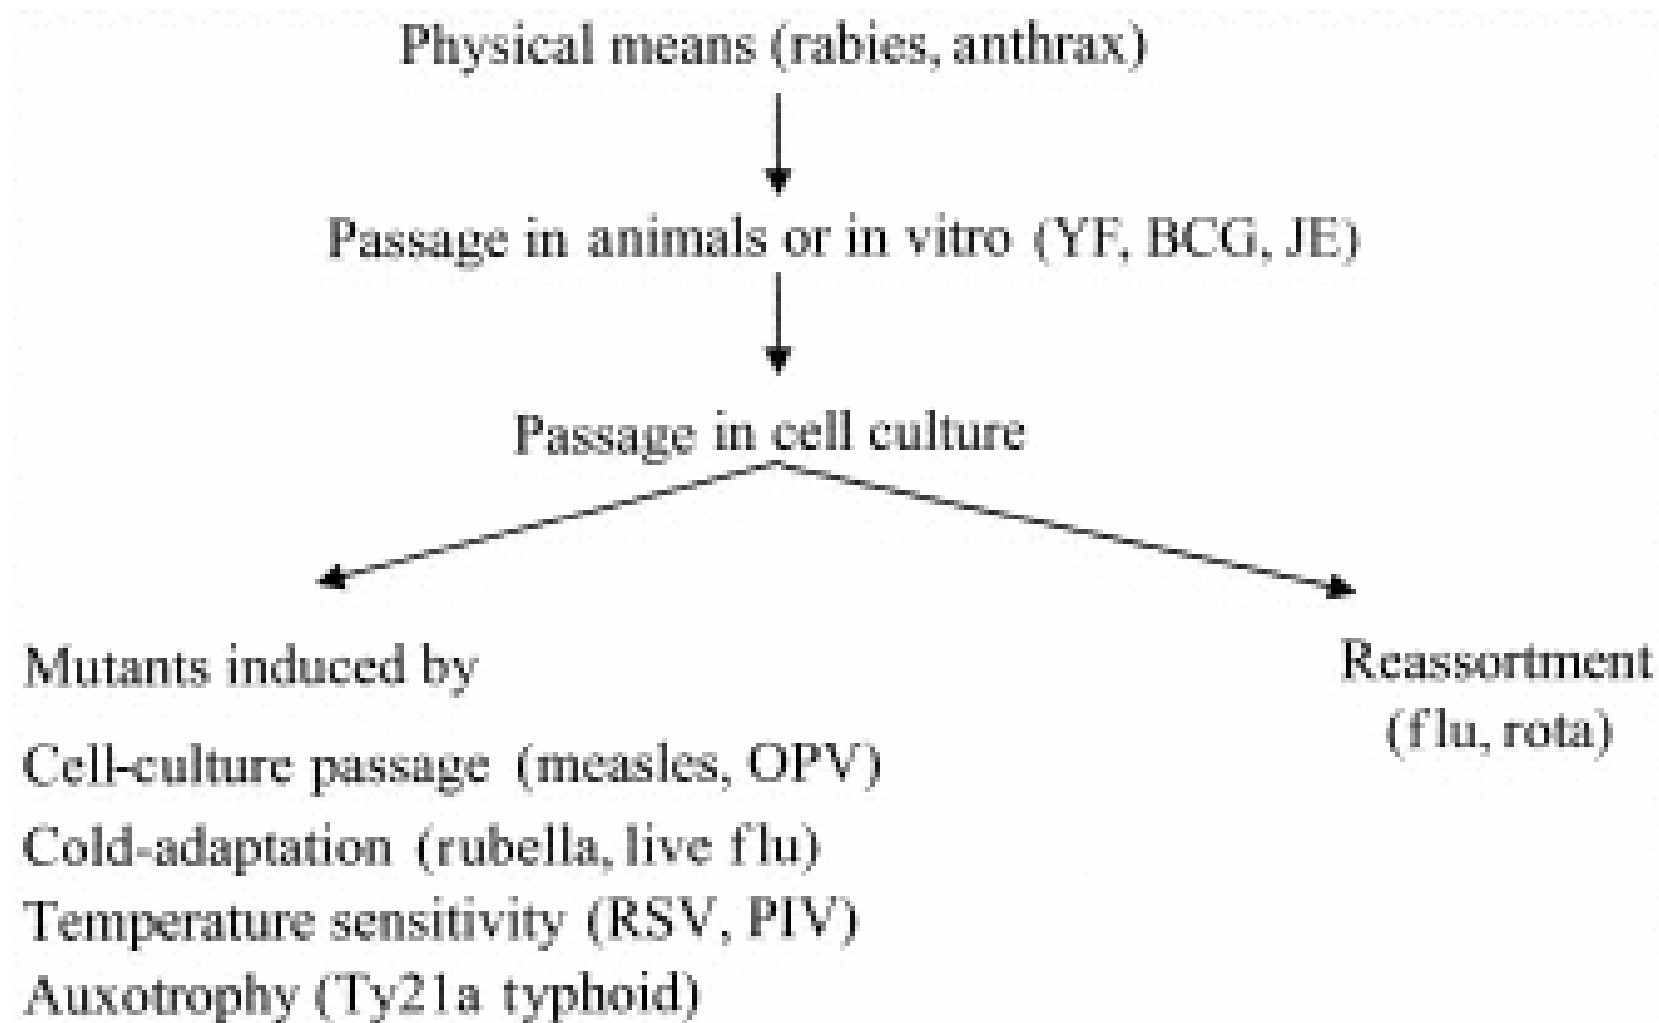 Physical means (rabies, anthrax)
Passage in animals or in vitro (YF, BCG, JE)
Passage in cell culture
Mutants induced by
Cell-culture passage (measles, OPV)
Cold-adaptation (rubella, live flu)
Temperature sensitivity (RSV, PIV)
Auxotrophy (Ty21a typhoid)
Reassortment
(flu, rota)